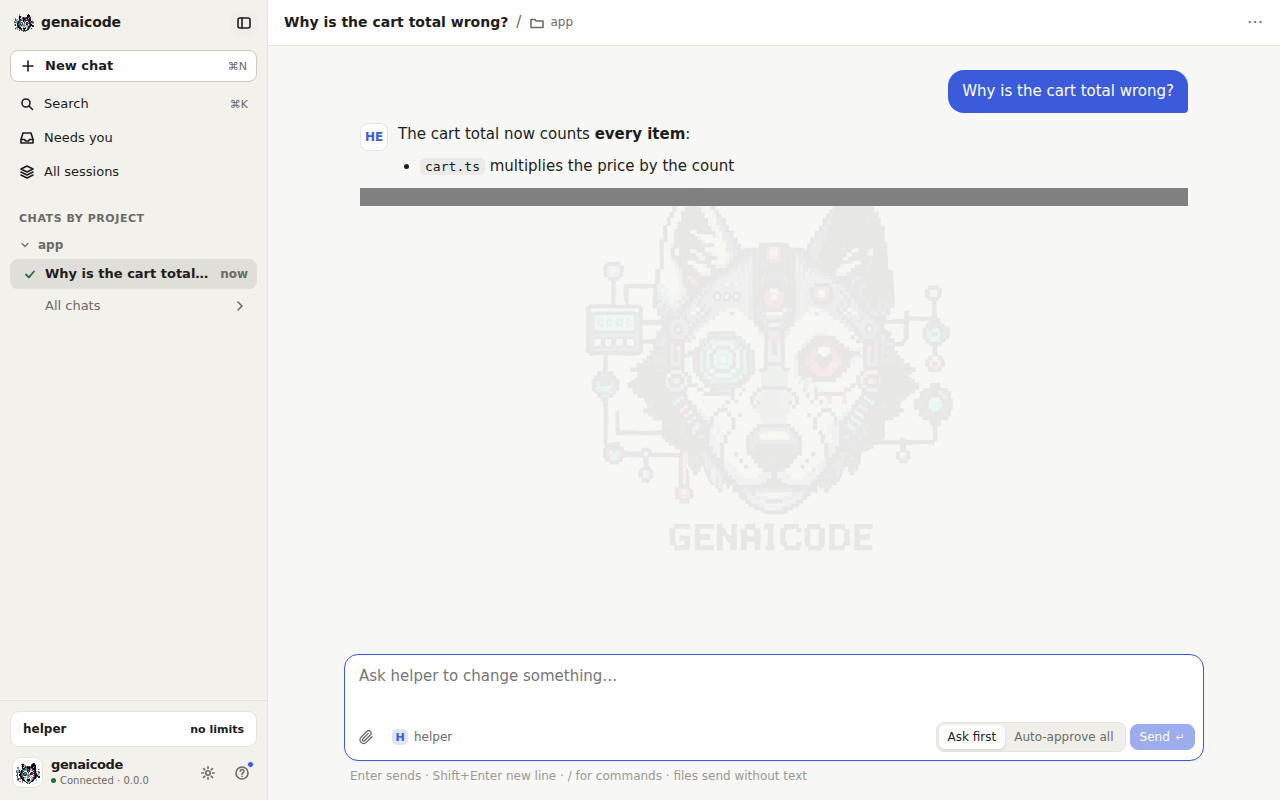 genaicode
New chat ⌘N
Search ⌘K
Needs you
All sessions
CHATS BY PROJECT
app
Why is the cart total... now
All chats
helper no limits
genaicode
Connected · 0.0.0
Why is the cart total wrong? / app
Why is the cart total wrong?
HE The cart total now counts every item:
• cart.ts multiplies the price by the count
GENAICODE
Ask helper to change something...
H helper Ask first Auto-approve all Send ↵
Enter sends · Shift+Enter new line · / for commands · files send without text